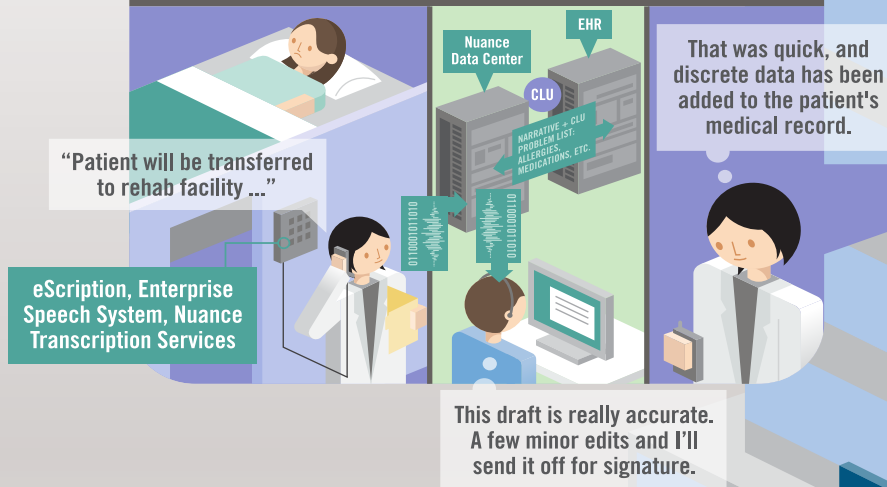 “Patient will be transferred
to rehab facility ...”
eScription, Enterprise
Speech System, Nuance
Transcription Services
Nuance
Data Center
EHR
CLU
NARRATIVE + CLU
PROBLEM LIST:
ALLERGIES,
MEDICATIONS, ETC.
0110001011010
0110001011010
This draft is really accurate.
A few minor edits and I’ll
send it off for signature.
That was quick, and
discrete data has been
added to the patient's
medical record.